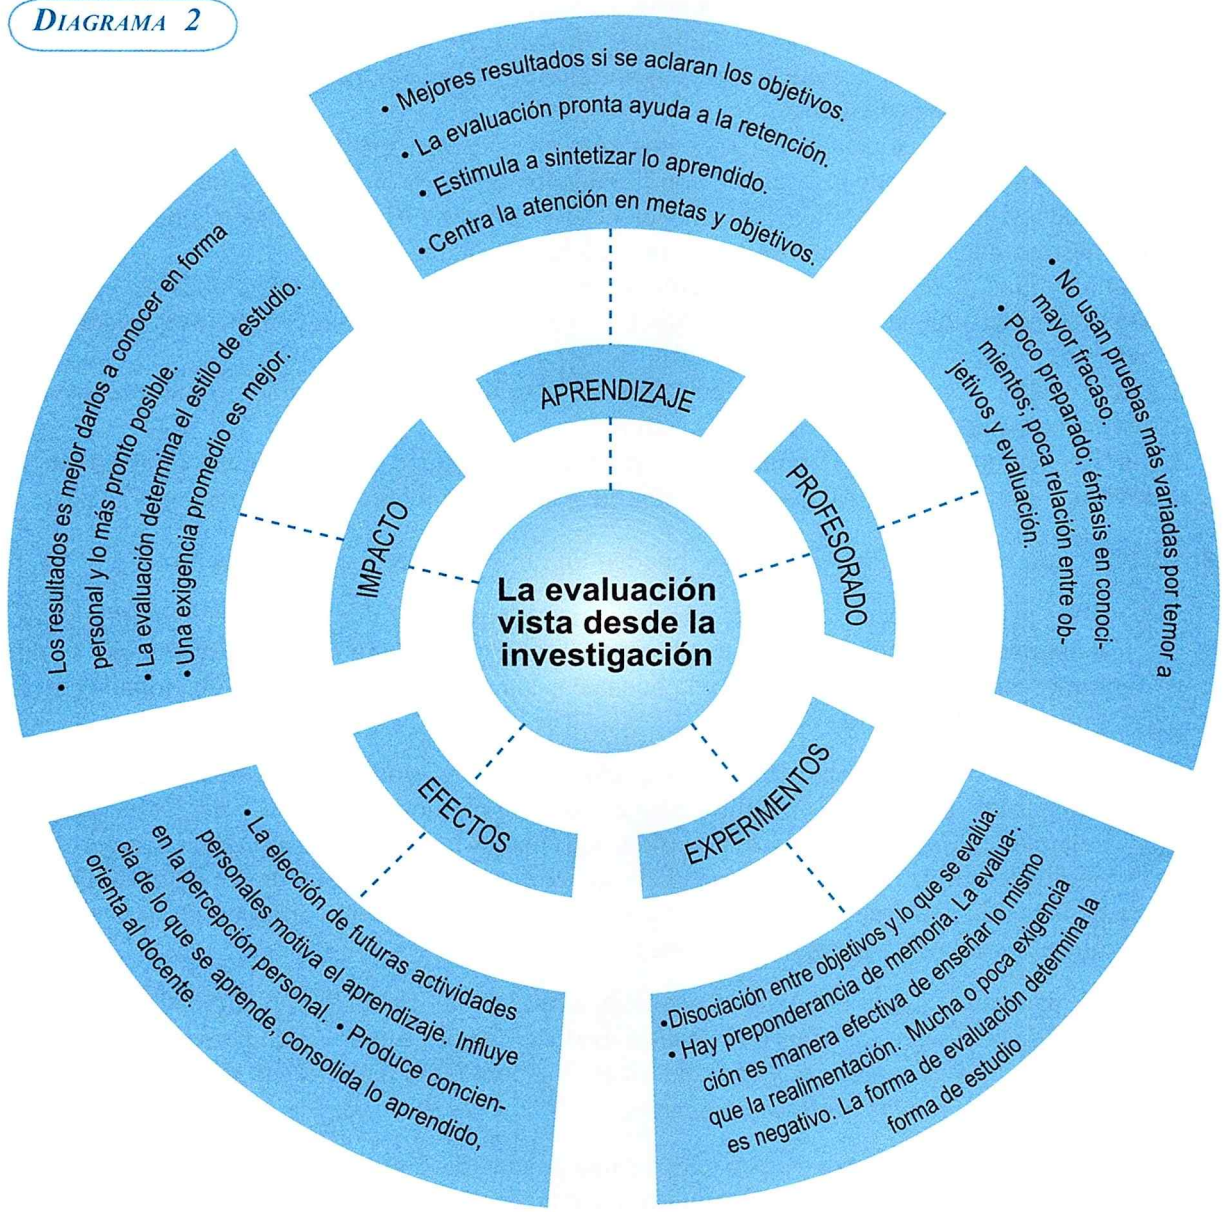 DIAGRAMA 2
• Mejores resultados si se aclaran los objetivos.
• La evaluación pronta ayuda a la retención.
• Estimula a sintetizar lo aprendido.
• Centra la atención en metas y objetivos.
APRENDIZAJE
• No usan pruebas más variadas por temor a
mayor fracaso.
• Poco preparado; énfasis en conoci-
mientos; poca relación entre ob-
jetivos y evaluación.
PROFESORADO
•Disociación entre objetivos y lo que se evalúa.
• Hay preponderancia de memoria. La evalua-.
ción es manera efectiva de enseñar lo mismo
que la realimentación. Mucha o poca exigencia
es negativo. La forma de evaluación determina la
forma de estudio
EXPERIMENTOS
• La elección de futuras actividades
personales motiva el aprendizaje. Influye
en la percepción personal. • Produce concien-
cia de lo que se aprende, consolida lo aprendido,
orienta al docente.
EFECTOS
• Los resultados es mejor darlos a conocer en forma
personal y lo más pronto posible.
• La evaluación determina el estilo de estudio.
• Una exigencia promedio es mejor.
IMPACTO
La evaluación
vista desde la
investigación